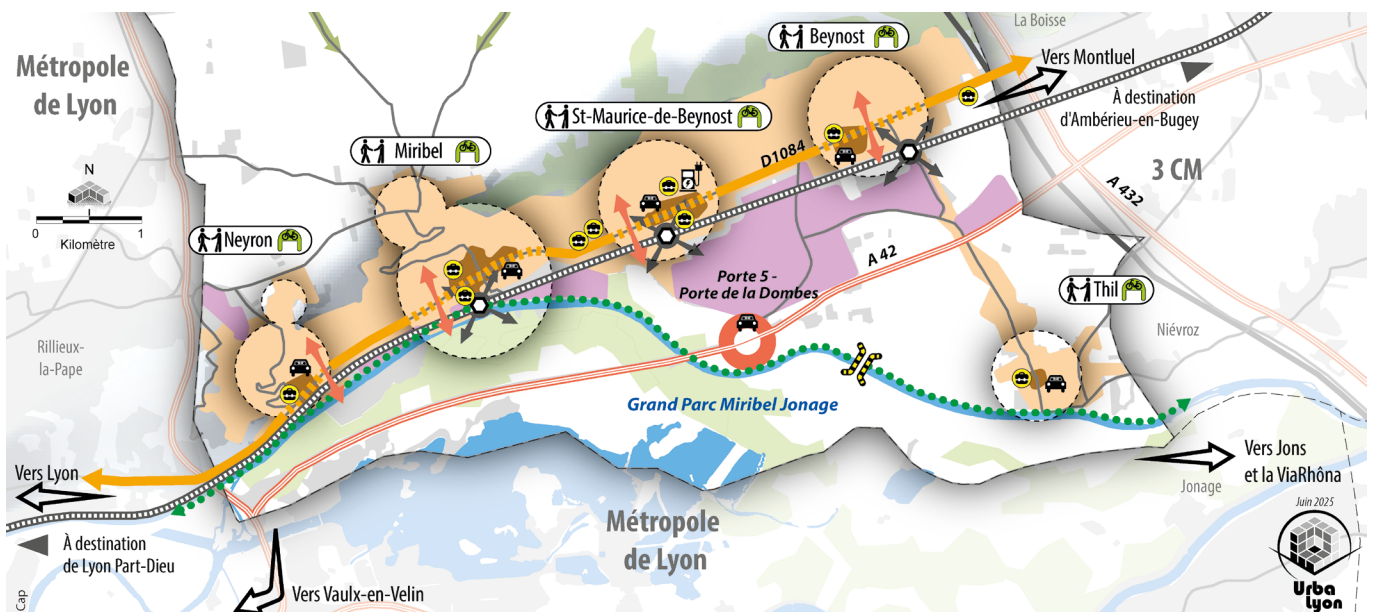 La Boisse
Beynost
Vers Montluel
Métropole
de Lyon
À destination
d'Ambérieu-en-Bugey
St-Maurice-de-Beynost
Miribel
D1084
3 CM
A 432
N
0
1
Kilomètre
Neyron
A 42
Porte 5 -
Porte de la Dombes
Thil
Niévroz
Rillieux-
la-Pape
Grand Parc Miribel Jonage
Vers Lyon
Vers Jons
et la ViaRhôna
Jonage
Juin 2025
Métropole
de Lyon
À destination
de Lyon Part-Dieu
Vers Vaulx-en-Velin
Cap
Urba
Lyon